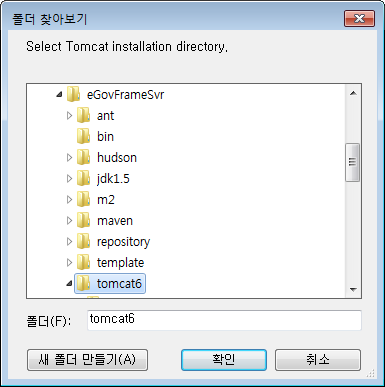 폴더 찾아보기
Select Tomcat installation directory.
eGovFrameSvr
ant
bin
hudson
jdk1.5
m2
maven
repository
template
tomcat6
폴더(F): tomcat6
새 폴더 만들기(A) 확인 취소